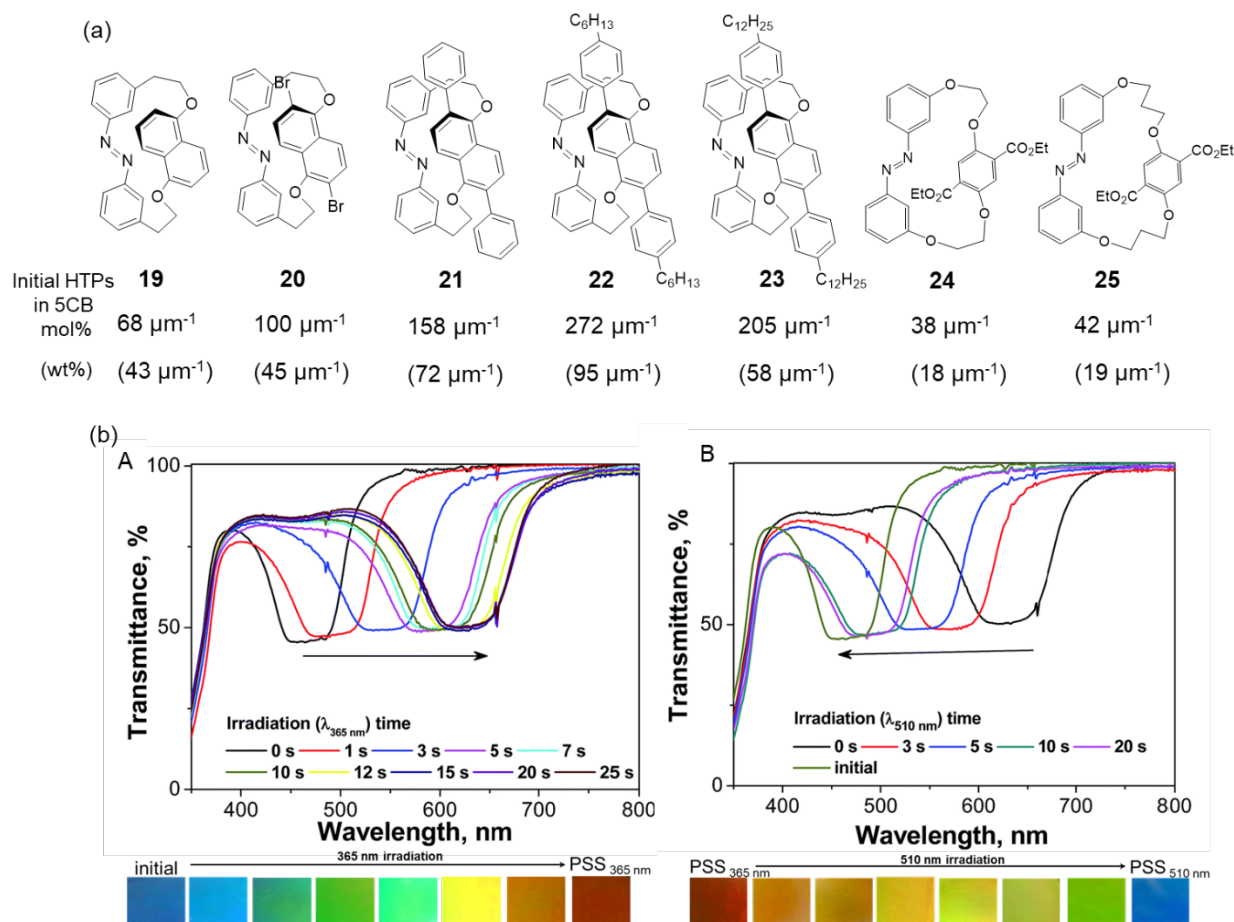 (a)
C₆H₁₃ C₁₂H₂₅
Br
O O O O O O O
N N N N N N N N N N N N N N
CO₂Et CO₂Et
EtO₂C EtO₂C
O O O O O O O
Br
C₆H₁₃ C₁₂H₂₅
Initial HTPs in 5CB mol%
19 20 21 22 23 24 25
68 µm⁻¹ 100 µm⁻¹ 158 µm⁻¹ 272 µm⁻¹ 205 µm⁻¹ 38 µm⁻¹ 42 µm⁻¹
(wt%) (43 µm⁻¹) (45 µm⁻¹) (72 µm⁻¹) (95 µm⁻¹) (58 µm⁻¹) (18 µm⁻¹) (19 µm⁻¹)
(b)
A
Transmittance, %
100
50
0
Irradiation (λ365 nm) time
0 s 1 s 3 s 5 s 7 s
10 s 12 s 15 s 20 s 25 s
400 500 600 700 800
Wavelength, nm
B
Transmittance, %
50
0
Irradiation (λ510 nm) time
0 s 3 s 5 s 10 s 20 s
initial
400 500 600 700 800
Wavelength, nm
initial 365 nm irradiation PSS 365 nm
PSS 365 nm 510 nm irradiation PSS 510 nm